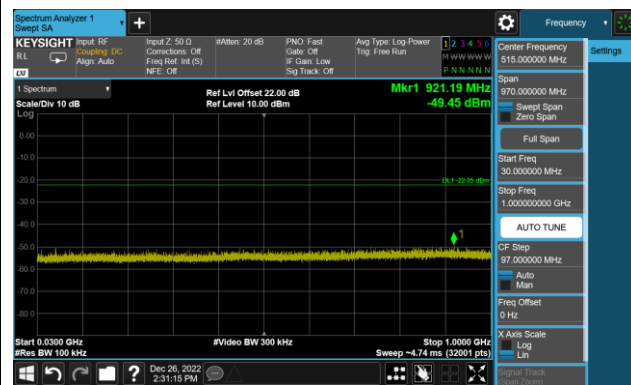 Spectrum Analyzer 1
Swept SA
+
Frequency
KEYSIGHT
RL
LXI
Input: RF
Coupling: DC
Align: Auto
Input Z: 50 Ω
Corrections: Off
Freq Ref: Int (S)
NFE: Off
#Atten: 20 dB
PNO: Fast
Gate: Off
IF Gain: Low
Sig Track: Off
Avg Type: Log-Power
Trig: Free Run
1 2 3 4 5 6
M W W W W W
P N N N N N
Center Frequency
515.000000 MHz
Settings
Span
970.000000 MHz
Swept Span
Zero Span
Full Span
Start Freq
30.000000 MHz
Stop Freq
1.000000000 GHz
AUTO TUNE
CF Step
97.000000 MHz
Auto
Man
Freq Offset
0 Hz
X Axis Scale
Log
Lin
Signal Track
(Span Zoom)
1 Spectrum
Scale/Div 10 dB
Log
Ref Lvl Offset 22.00 dB
Ref Level 10.00 dBm
Mkr1 921.19 MHz
-49.45 dBm
0.00
-10.0
-20.0
-30.0
-40.0
-50.0
-60.0
-70.0
-80.0
DL1 -22.05 dBm
1
Start 0.0300 GHz
#Res BW 100 kHz
#Video BW 300 kHz
Stop 1.0000 GHz
Sweep ~4.74 ms (32001 pts)
?
Dec 26, 2022
2:31:15 PM